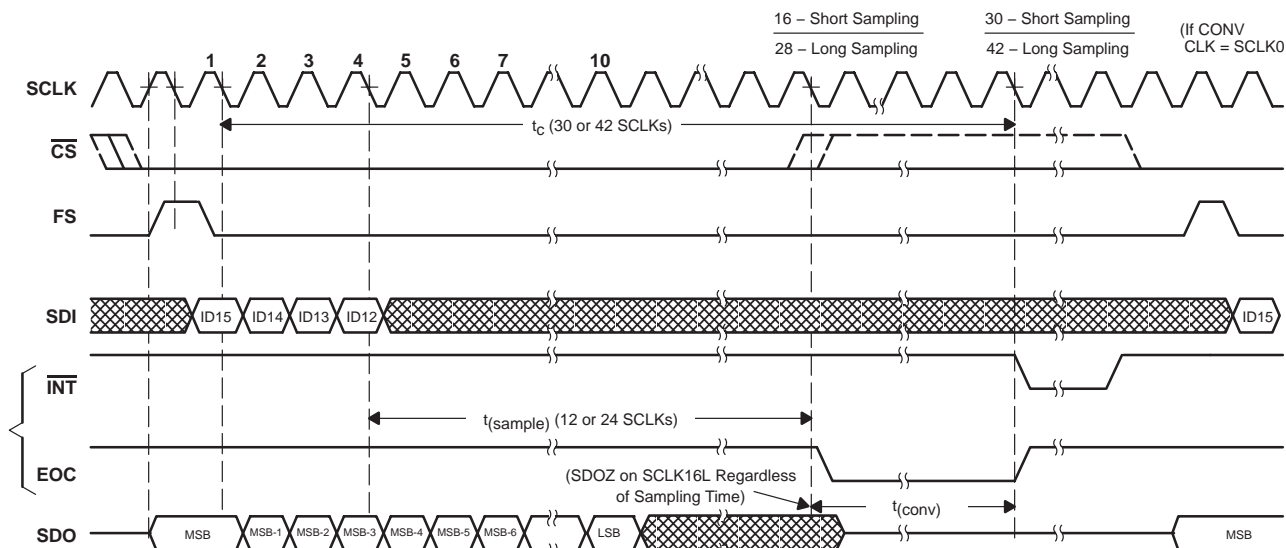 16 – Short Sampling
28 – Long Sampling
30 – Short Sampling
42 – Long Sampling
(If CONV
CLK = SCLK0
1 2 3 4 5 6 7 10
SCLK
tc (30 or 42 SCLKs)
CS
FS
SDI
ID15 ID14 ID13 ID12 ID15
INT
t(sample) (12 or 24 SCLKs)
EOC
(SDOZ on SCLK16L Regardless
of Sampling Time)
t(conv)
SDO
MSB MSB-1 MSB-2 MSB-3 MSB-4 MSB-5 MSB-6 LSB MSB